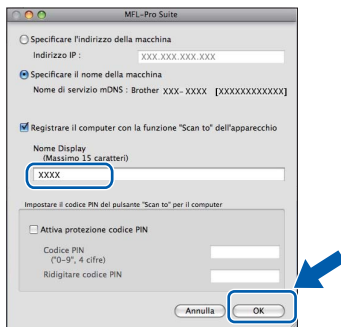 MFL-Pro Suite
Specificare l'indirizzo della macchina
Indirizzo IP : XXX.XXX.XXX.XXX
Specificare il nome della macchina
Nome di servizio mDNS : Brother XXX- XXXX [XXXXXXXXXXXX]
Registrare il computer con la funzione "Scan to" dell'apparecchio
Nome Display
(Massimo 15 caratteri)
XXXX
Impostare il codice PIN del pulsante "Scan to" per il computer
Attiva protezione codice PIN
Codice PIN
("0–9", 4 cifre)
Ridigitare codice PIN
Annulla OK